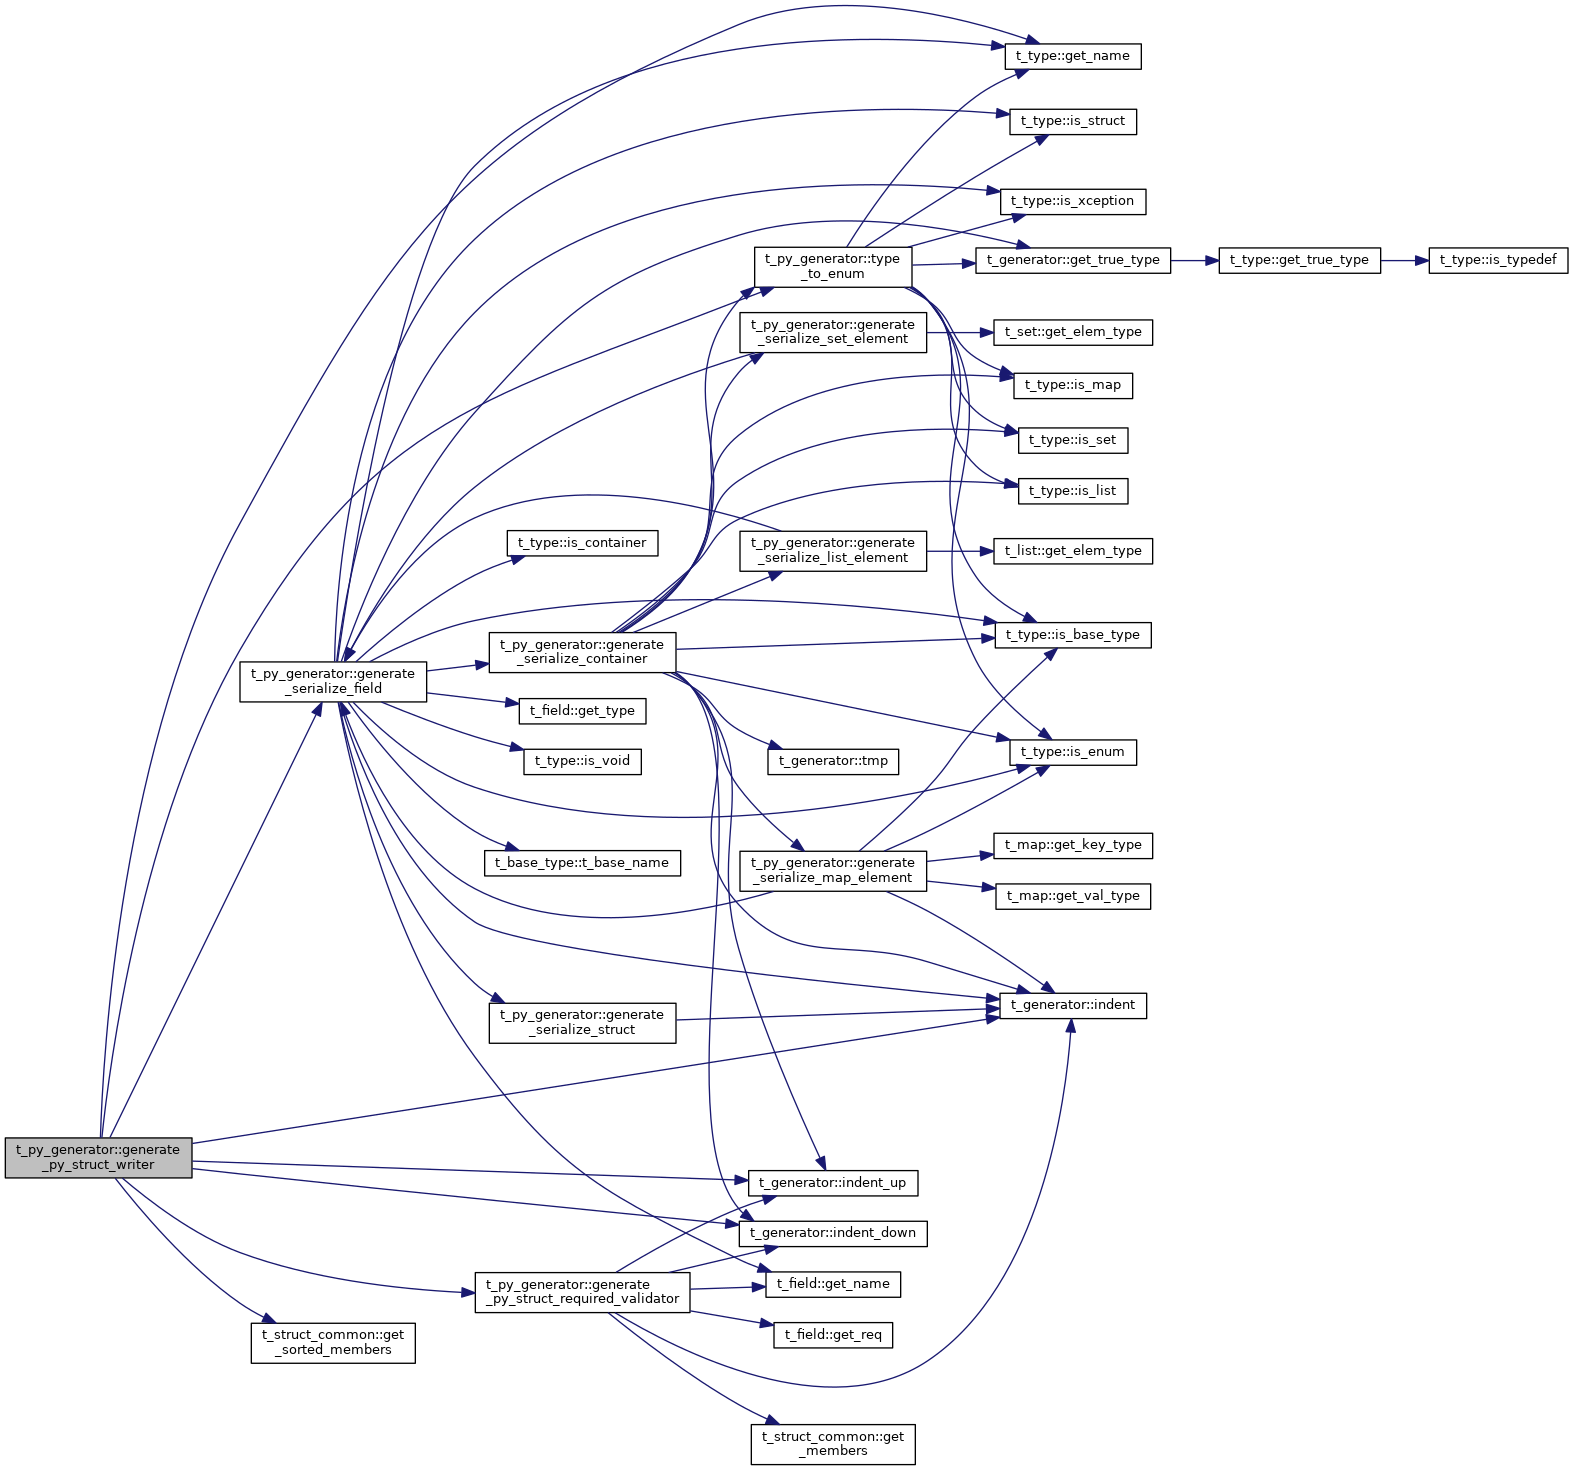 t_type::get_name
t_type::is_struct
t_type::is_xception
t_py_generator::type
_to_enum
t_generator::get_true_type
t_type::get_true_type
t_type::is_typedef
t_py_generator::generate
_serialize_set_element
t_set::get_elem_type
t_type::is_map
t_type::is_set
t_type::is_list
t_type::is_container
t_py_generator::generate
_serialize_list_element
t_list::get_elem_type
t_type::is_base_type
t_py_generator::generate
_serialize_container
t_py_generator::generate
_serialize_field
t_field::get_type
t_type::is_void
t_generator::tmp
t_type::is_enum
t_base_type::t_base_name
t_py_generator::generate
_serialize_map_element
t_map::get_key_type
t_map::get_val_type
t_py_generator::generate
_serialize_struct
t_generator::indent
t_py_generator::generate
_py_struct_writer
t_generator::indent_up
t_generator::indent_down
t_py_generator::generate
_py_struct_required_validator
t_field::get_name
t_field::get_req
t_struct_common::get
_sorted_members
t_struct_common::get
_members